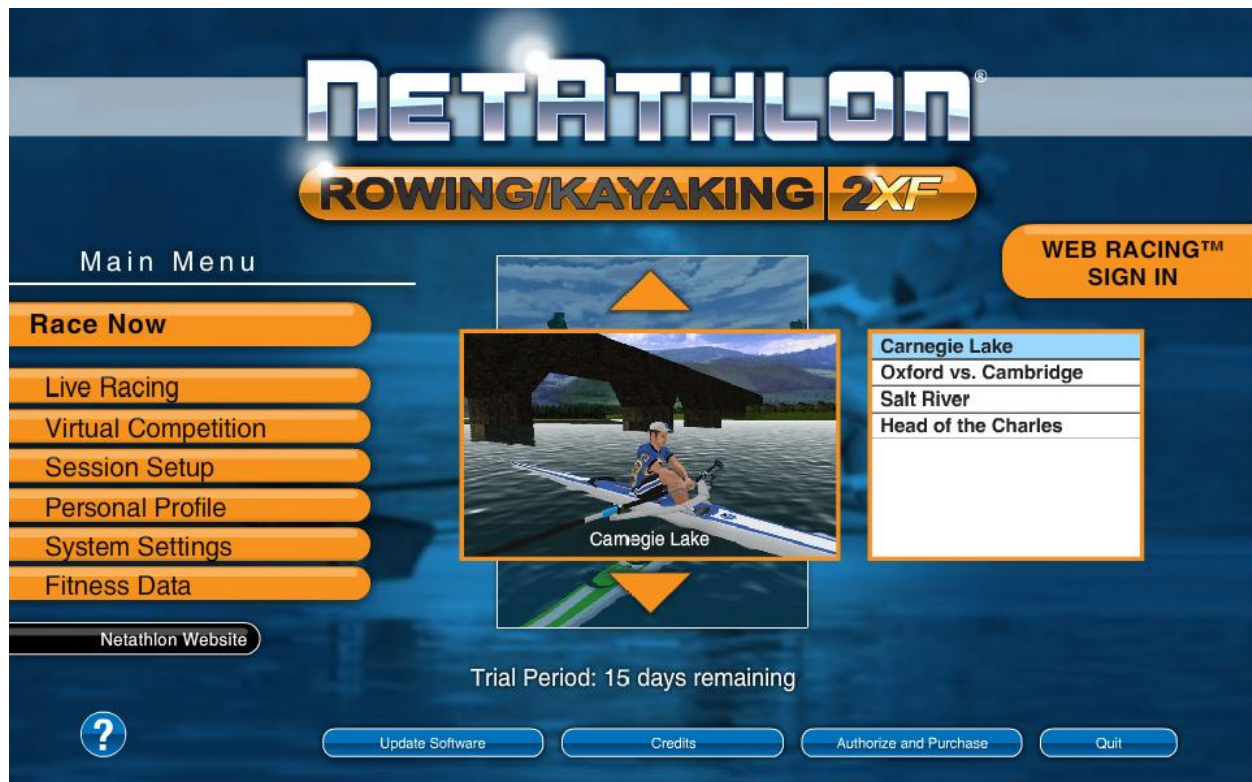 NETATHLON®
ROWING/KAYAKING 2XF
WEB RACING™
SIGN IN
Main Menu
Race Now
Live Racing
Virtual Competition
Session Setup
Personal Profile
System Settings
Fitness Data
Netathlon Website
Carnegie Lake
Carnegie Lake
Oxford vs. Cambridge
Salt River
Head of the Charles
Trial Period: 15 days remaining
?
Update Software
Credits
Authorize and Purchase
Quit